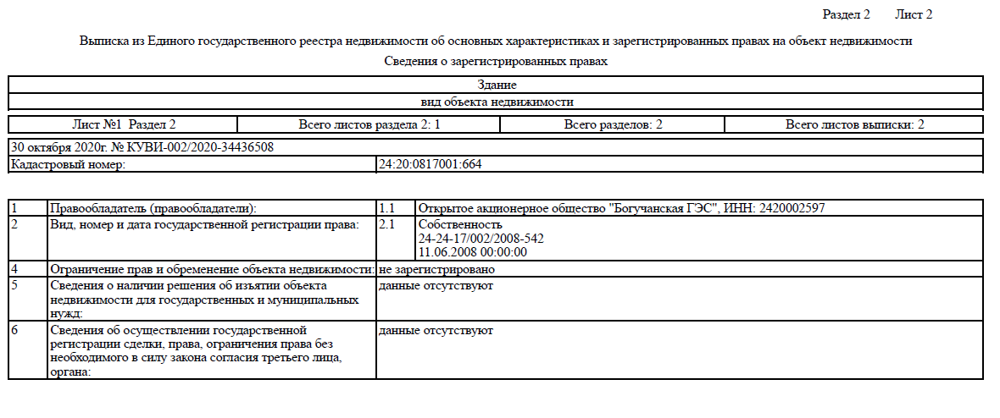 Раздел 2 Лист 2
Выписка из Единого государственного реестра недвижимости об основных характеристиках и зарегистрированных правах на объект недвижимости
Сведения о зарегистрированных правах
Здание
вид объекта недвижимости
Лист №1 Раздел 2 Всего листов раздела 2: 1 Всего разделов: 2 Всего листов выписки: 2
30 октября 2020г. № КУВИ-002/2020-34436508
Кадастровый номер: 24:20:0817001:664
1 Правообладатель (правообладатели): 1.1 Открытое акционерное общество "Богучанская ГЭС", ИНН: 2420002597
2 Вид, номер и дата государственной регистрации права: 2.1 Собственность
24-24-17/002/2008-542
11.06.2008 00:00:00
4 Ограничение прав и обременение объекта недвижимости: не зарегистрировано
5 Сведения о наличии решения об изъятии объекта данные отсутствуют
недвижимости для государственных и муниципальных
нужд:
6 Сведения об осуществлении государственной данные отсутствуют
регистрации сделки, права, ограничения права без
необходимого в силу закона согласия третьего лица,
органа: